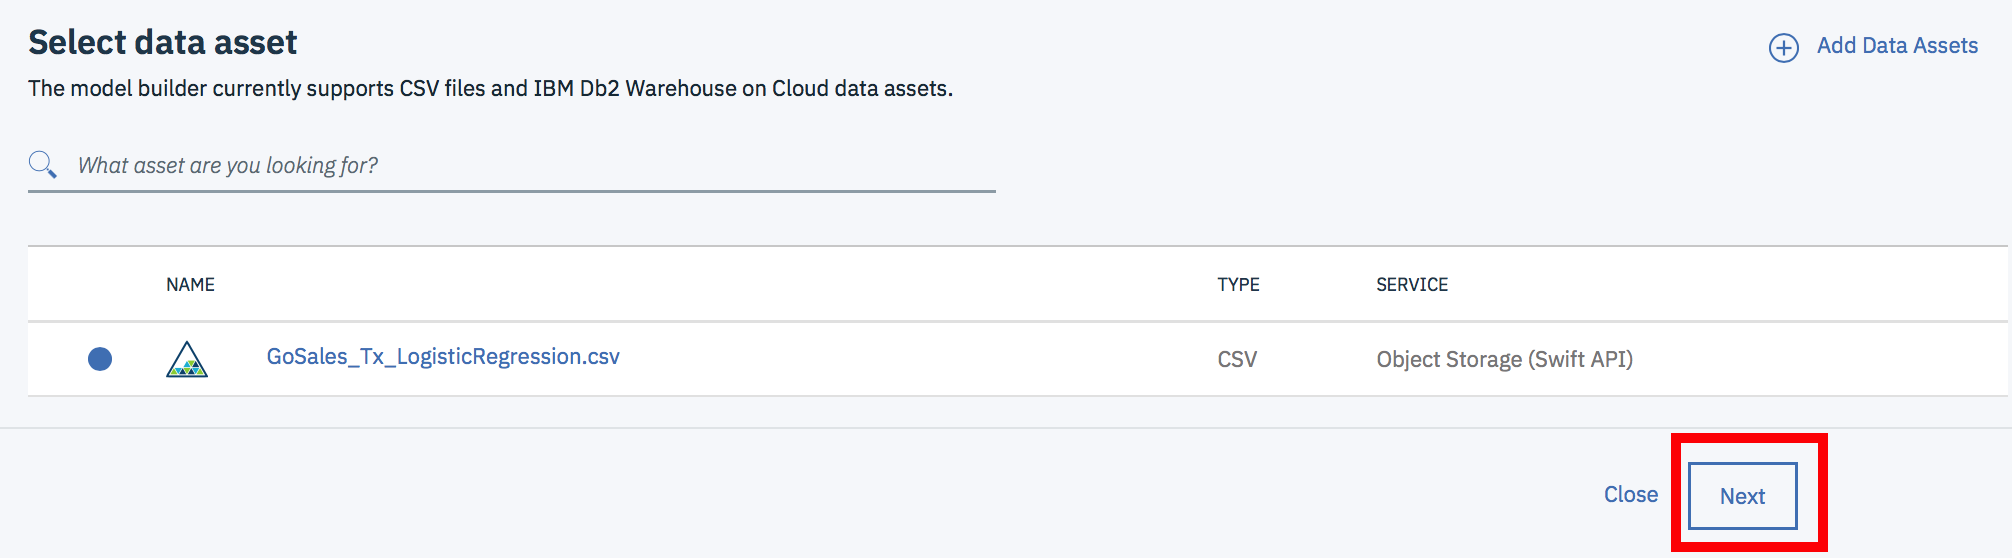 Select data asset
Add Data Assets
The model builder currently supports CSV files and IBM Db2 Warehouse on Cloud data assets.
What asset are you looking for?
NAME TYPE SERVICE
GoSales_Tx_LogisticRegression.csv CSV Object Storage (Swift API)
Close Next